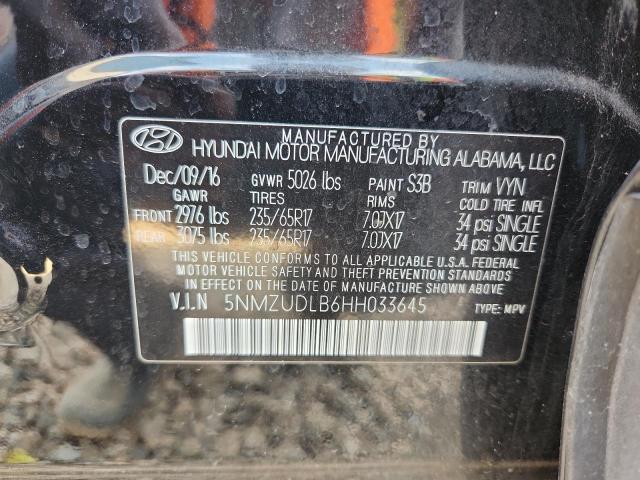 MANUFACTURED BY
HYUNDAI MOTOR MANUFACTURING ALABAMA, LLC
Dec/09/16 GVWR 5026 lbs PAINT S3B TRIM VYN
GAWR TIRES RIMS COLD TIRE INFL
FRONT 2976 lbs 235/65R17 7.0JX17 34 psi SINGLE
REAR 3075 lbs 235/65R17 7.0JX17 34 psi SINGLE
THIS VEHICLE CONFORMS TO ALL APPLICABLE U.S.A. FEDERAL
MOTOR VEHICLE SAFETY AND THEFT PREVENTION STANDARDS
IN EFFECT ON THE DATE OF MANUFACTURE SHOWN ABOVE.
V.I.N 5NMZUDLB6HH033645 TYPE: MPV